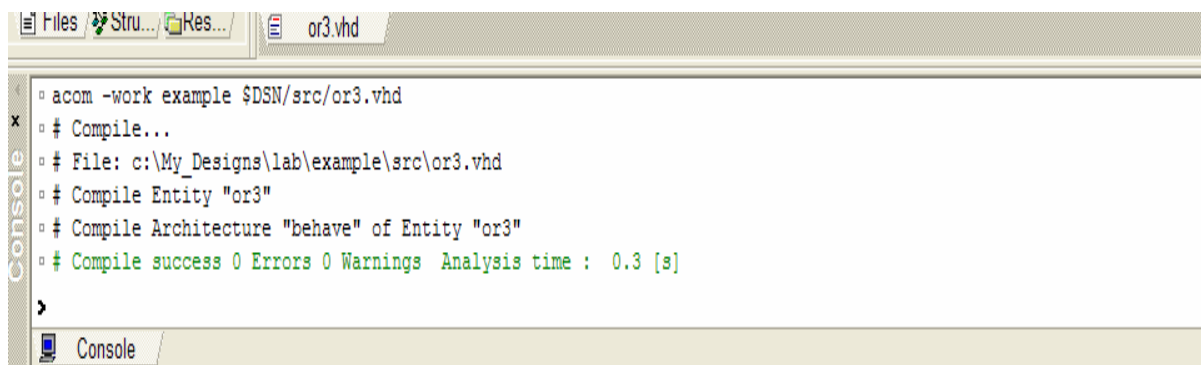 Files Stru... Res... or3.vhd
acom -work example $DSN/src/or3.vhd
# Compile...
# File: c:\My_Designs\lab\example\src\or3.vhd
# Compile Entity "or3"
# Compile Architecture "behave" of Entity "or3"
# Compile success 0 Errors 0 Warnings  Analysis time :  0.3 [s]
>
Console
Console